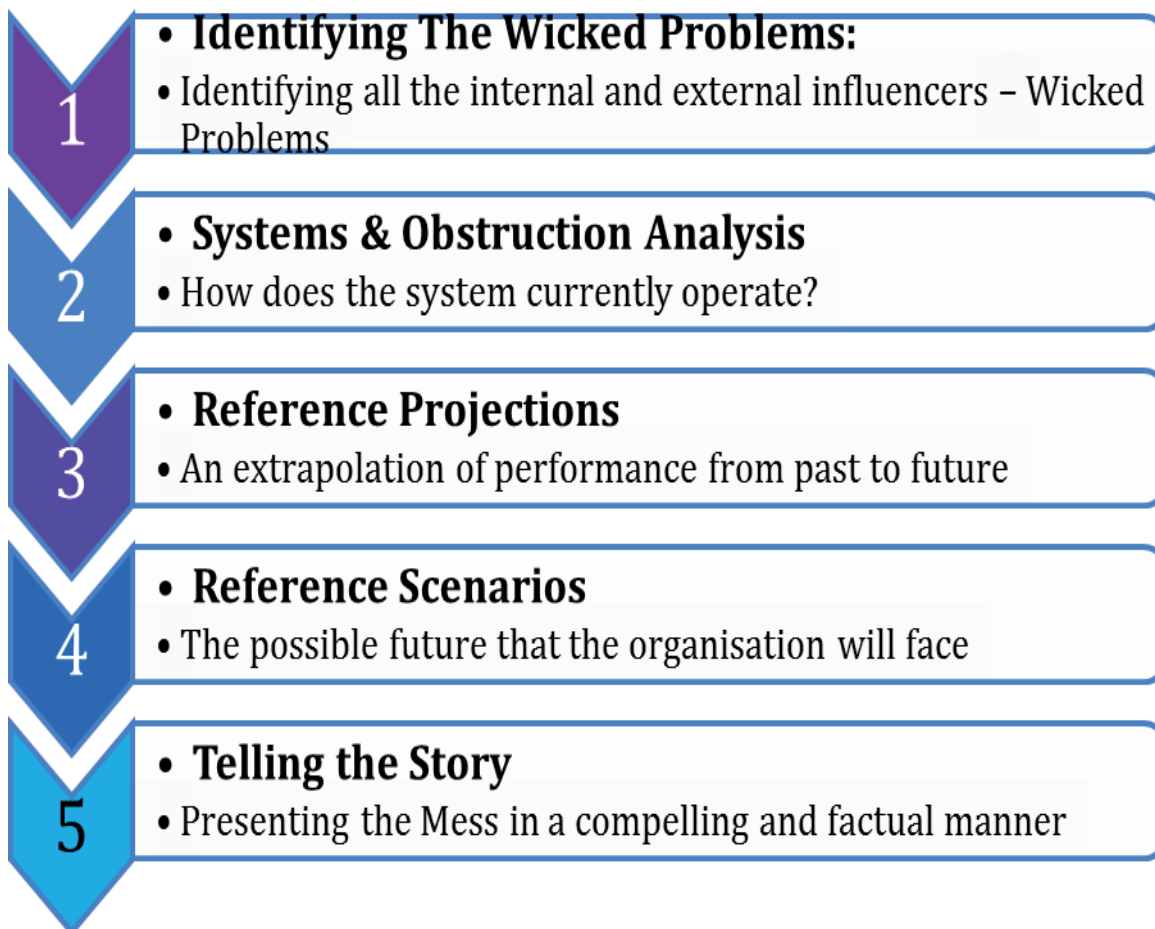 1
• Identifying The Wicked Problems:
• Identifying all the internal and external influencers – Wicked
Problems
2
• Systems & Obstruction Analysis
• How does the system currently operate?
3
• Reference Projections
• An extrapolation of performance from past to future
4
• Reference Scenarios
• The possible future that the organisation will face
5
• Telling the Story
• Presenting the Mess in a compelling and factual manner